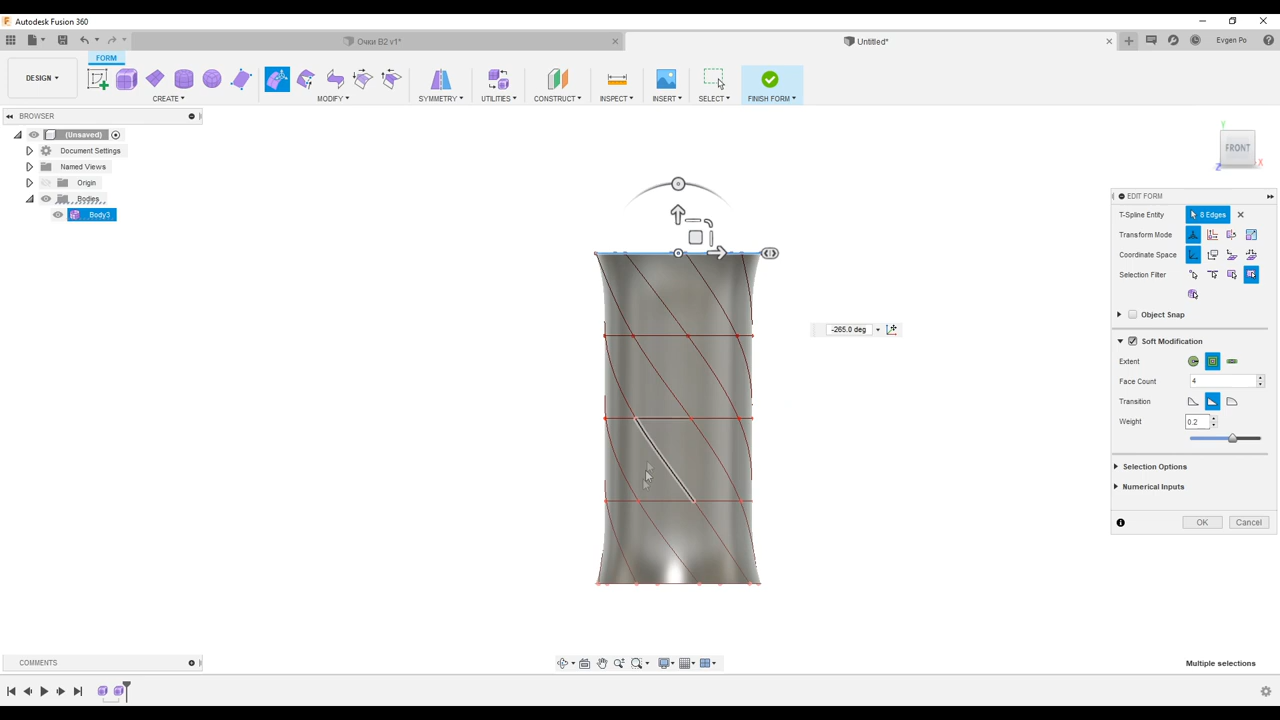 Autodesk Fusion 360
Очки В2 v1*
Untitled*
Evgen Po
FORM
DESIGN
CREATE
MODIFY
SYMMETRY
UTILITIES
CONSTRUCT
INSPECT
INSERT
SELECT
FINISH FORM
BROWSER
(Unsaved)
Document Settings
Named Views
Origin
Bodies
Body3
Y
FRONT
X
Z
-265.0 deg
EDIT FORM
T-Spline Entity
8 Edges
Transform Mode
Coordinate Space
Selection Filter
Object Snap
Soft Modification
Extent
Face Count
4
Transition
Weight
0.2
Selection Options
Numerical Inputs
OK
Cancel
COMMENTS
Multiple selections